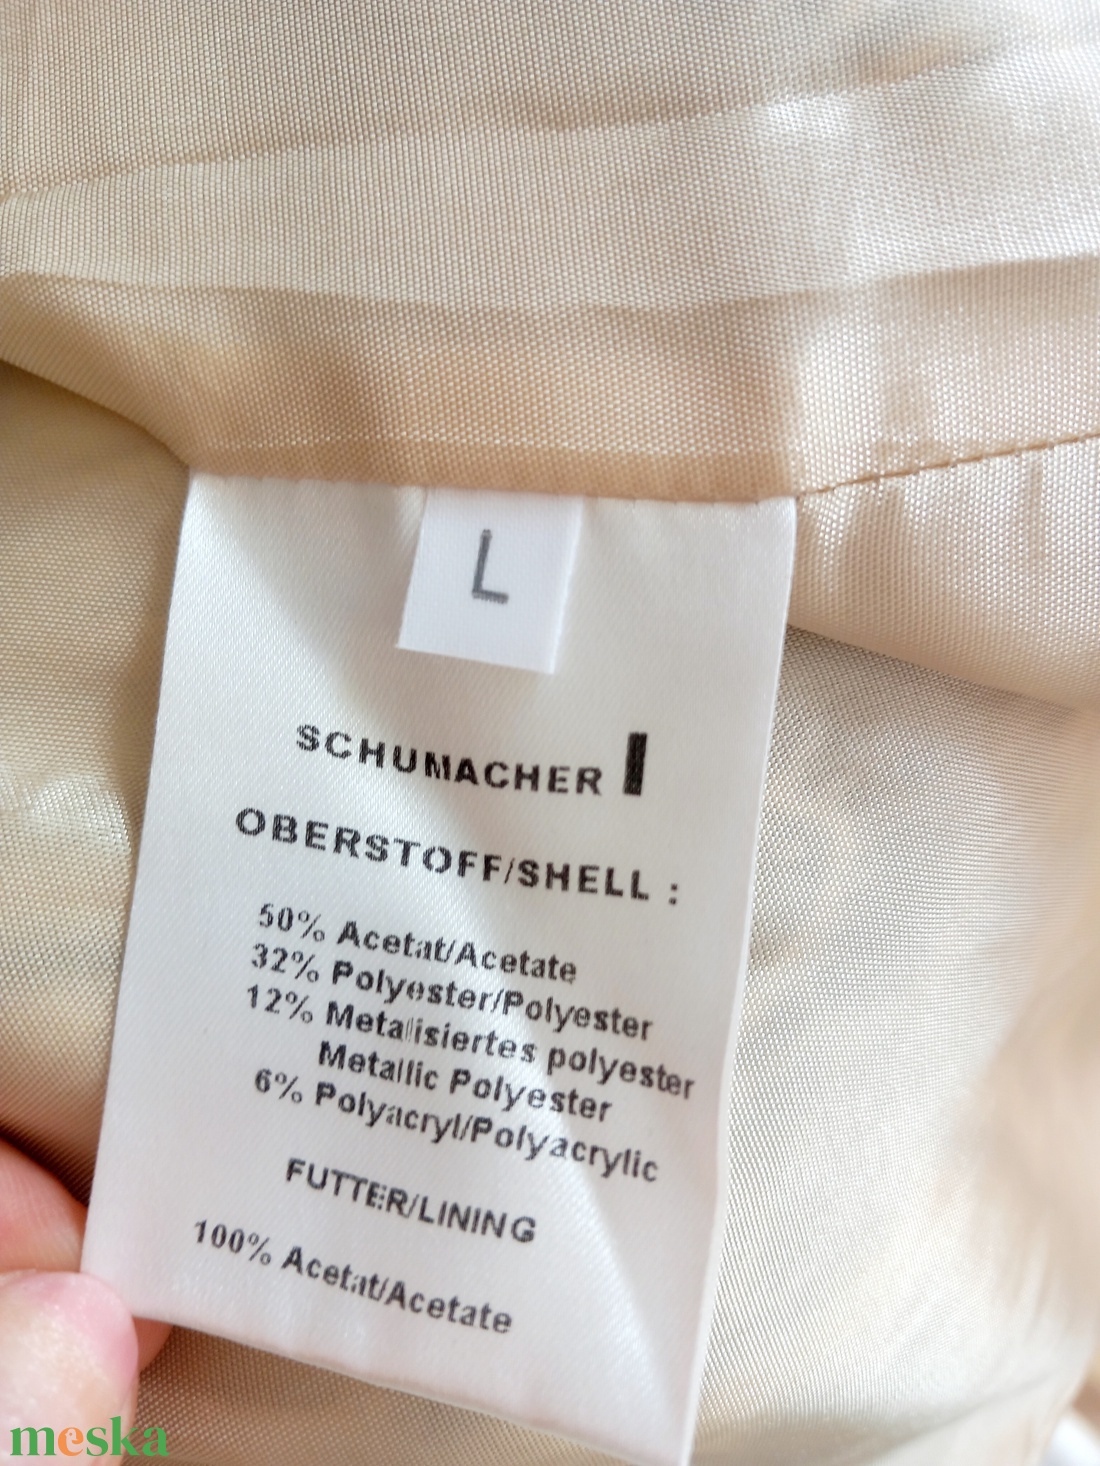 L
SCHUMACHER
OBERSTOFF/SHELL :
50% Acetat/Acetate
32% Polyester/Polyester
12% Metalisiertes polyester
Metallic Polyester
6% Polyacryl/Polyacrylic
FUTTER/LINING
100% Acetat/Acetate
meska